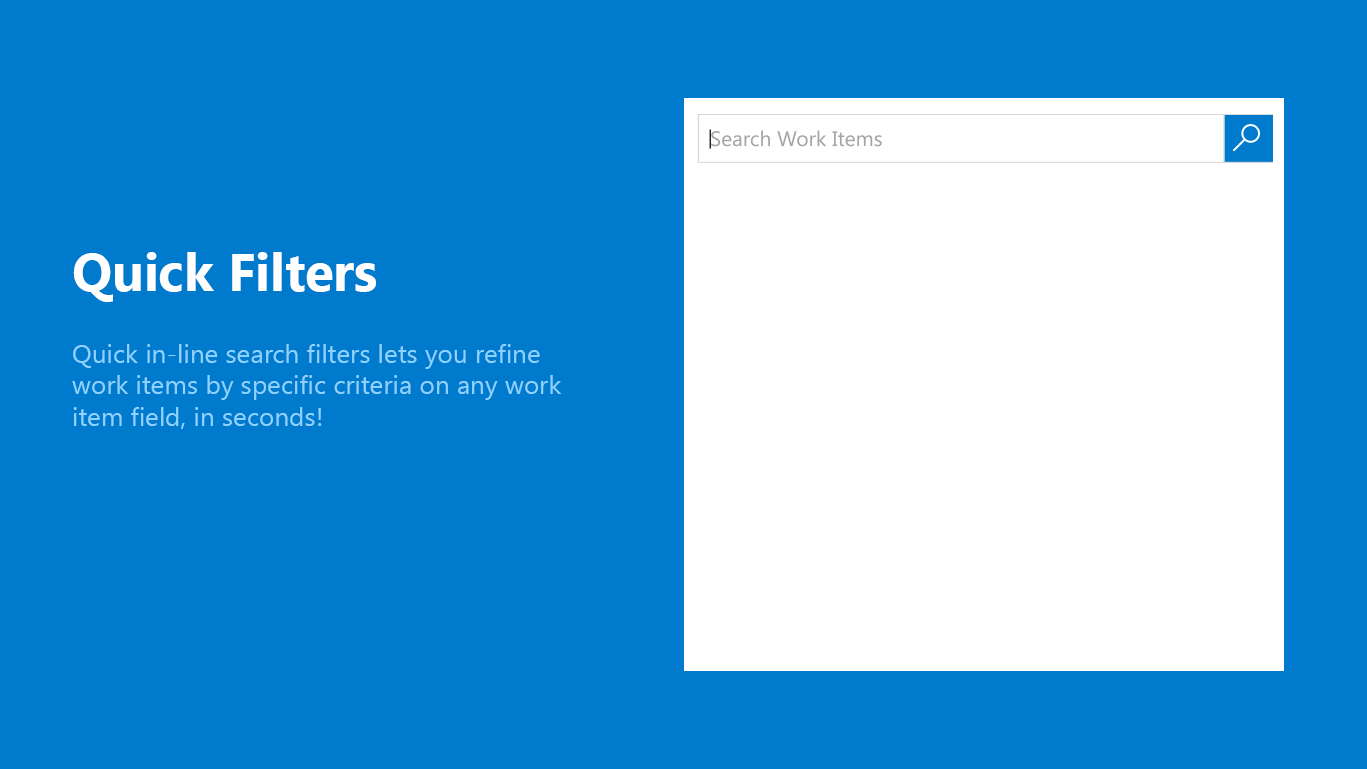 Quick Filters
Quick in-line search filters lets you refine
work items by specific criteria on any work
item field, in seconds!
Search Work Items